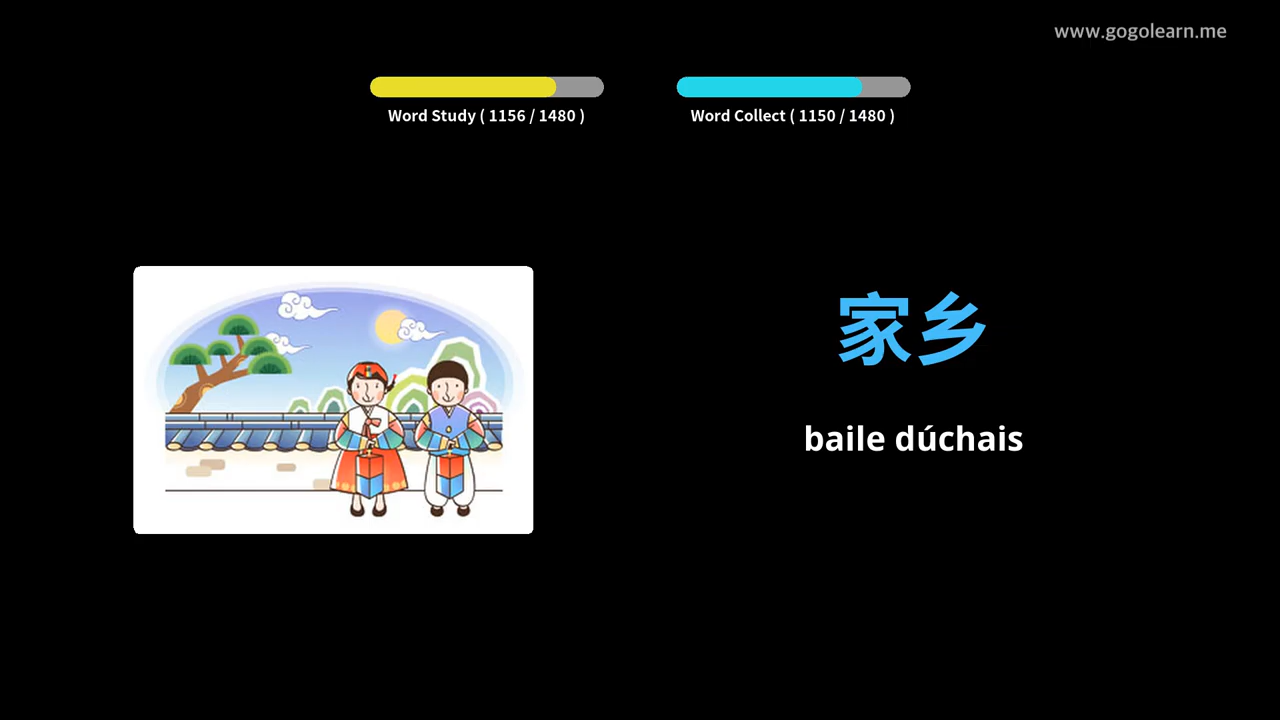 www.gogolearn.me
Word Study ( 1156 / 1480 )
Word Collect ( 1150 / 1480 )
家乡
baile dúchais